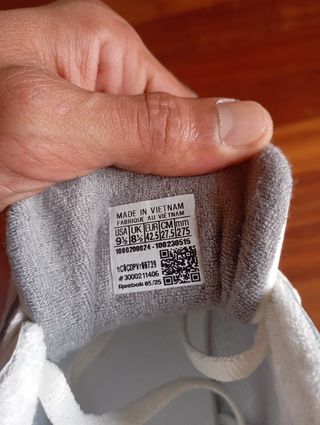 MADE IN VIETNAM
FABRIQUE AU VIETNAM
USA UK EUR CM mm
9½ 8½ 42.5 27.5 275
1000200024 - 100230515
#3000211406
Reebok 05/25